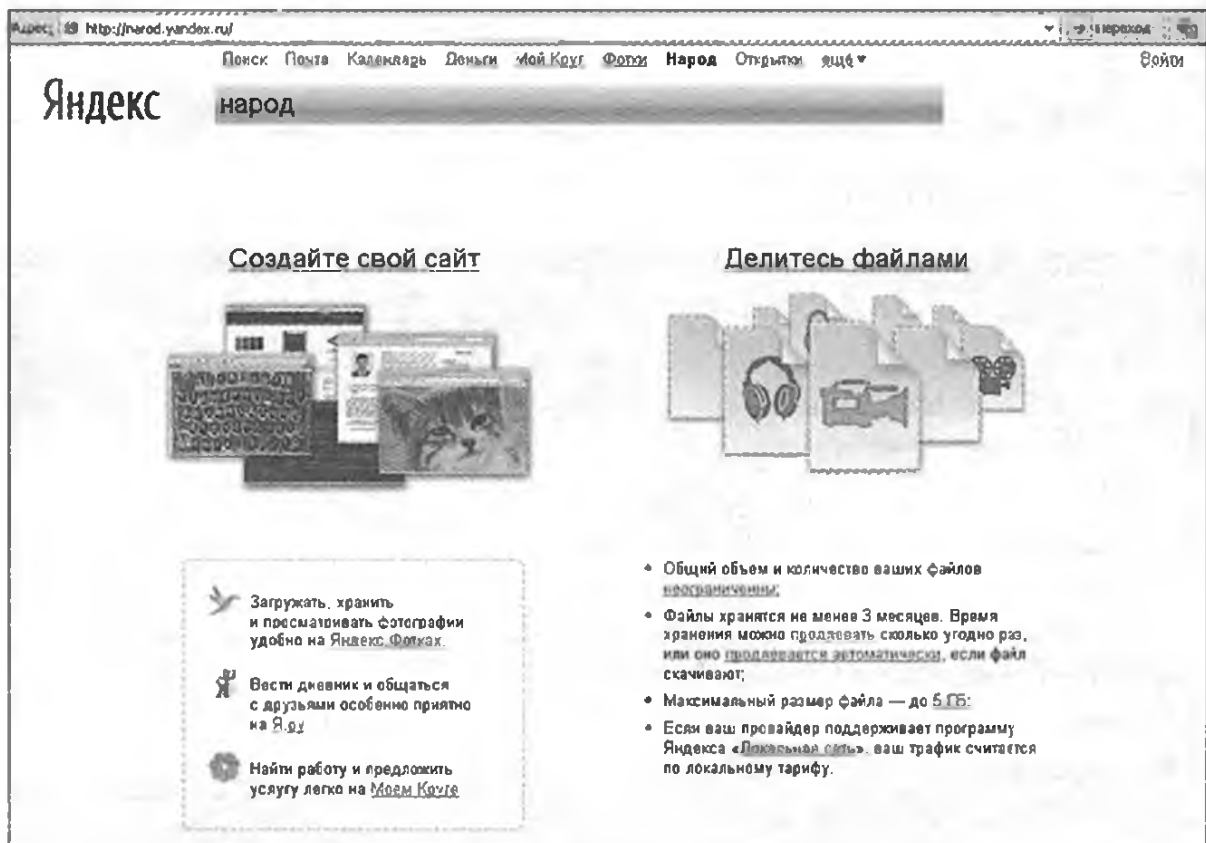 Адрес: http://narod.yandex.ru/ Переход
Поиск Почта Календарь Деньги Мой Круг Фотки Народ Открытки ещё Войти
Яндекс народ
Создайте свой сайт
Делитесь файлами
Загружать, хранить
и просматривать фотографии
удобно на Яндекс.Фотках.
Вести дневник и общаться
с друзьями особенно приятно
на Я.ру
Найти работу и предложить
услугу легко на Моем Круге
• Общий объем и количество ваших файлов
неограниченны;
• Файлы хранятся не менее 3 месяцев. Время
хранения можно продлевать сколько угодно раз,
или оно продлевается автоматически, если файл
скачивают;
• Максимальный размер файла — до 5 ГБ;
• Если ваш провайдер поддерживает программу
Яндекса «Локальная сеть», ваш трафик считается
по локальному тарифу.